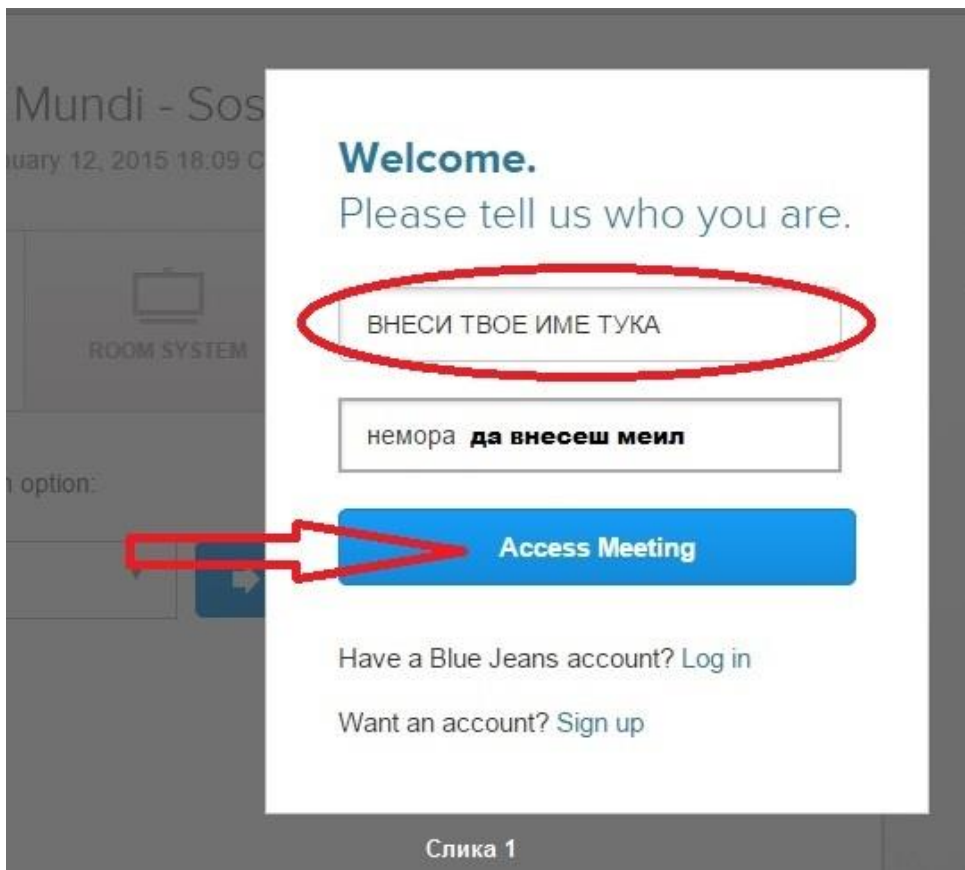 Mundi - Sos
uary 12, 2015 18:09 C
Welcome.
Please tell us who you are.
ВНЕСИ ТВОЕ ИМЕ ТУКА
ROOM SYSTEM
немора да внесеш меил
option:
Access Meeting
Have a Blue Jeans account? Log in
Want an account? Sign up
Слика 1